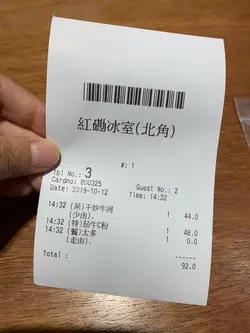 紅磡冰室(北角)
#: 1
Tbl No.: 3
Cardno: B00325
Guest No.: 2
Date: 2019-10-12
Time: 14:32
14:32 (茶)干炒牛河 1 44.0
(少由).
14:32 (特)茄牛C粉 1 48.0
14:32 (餐)太多 1 0.0
(走由).
Total: 92.0